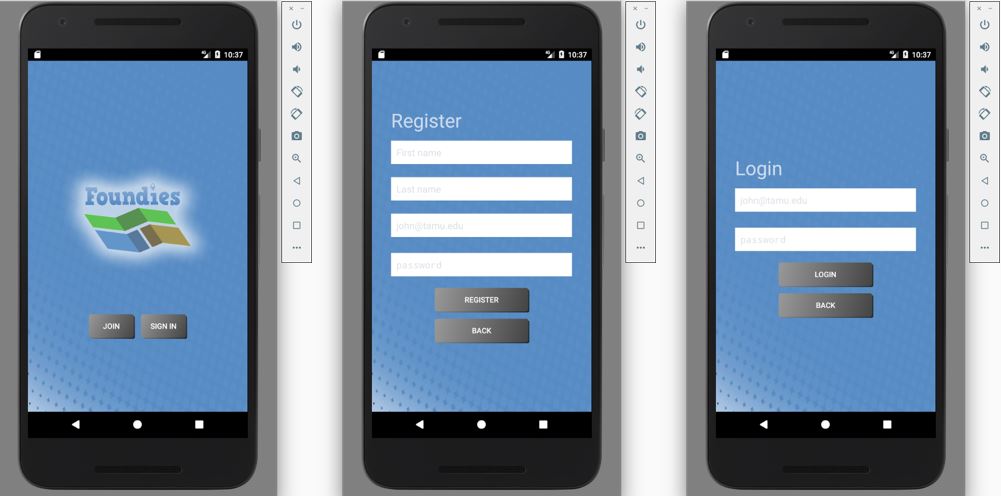 10:37
Foundies
JOIN
SIGN IN
10:37
Register
First name
Last name
john@tamu.edu
password
REGISTER
BACK
10:37
Login
john@tamu.edu
password
LOGIN
BACK